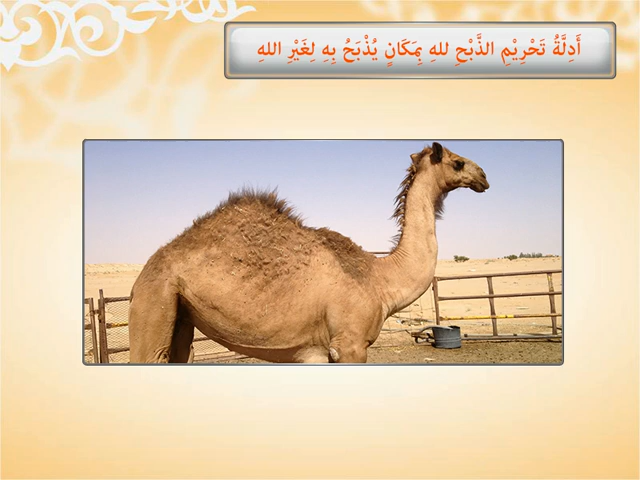 أَدِلَّةُ تَحْرِيْمِ الذَّبْحِ للهِ بِمَكَانٍ يُذْبَحُ بِهِ لِغَيْرِ اللهِ